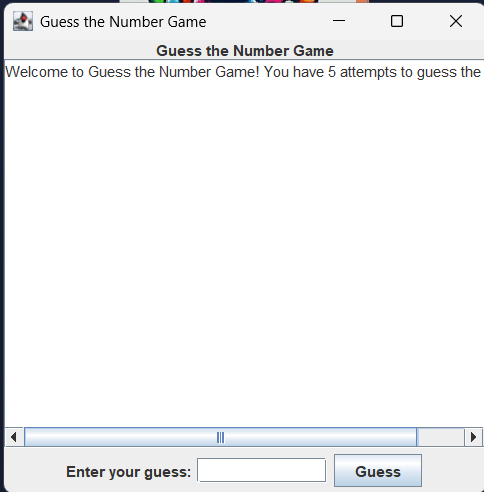 Guess the Number Game
Guess the Number Game
Welcome to Guess the Number Game! You have 5 attempts to guess the
Enter your guess: Guess